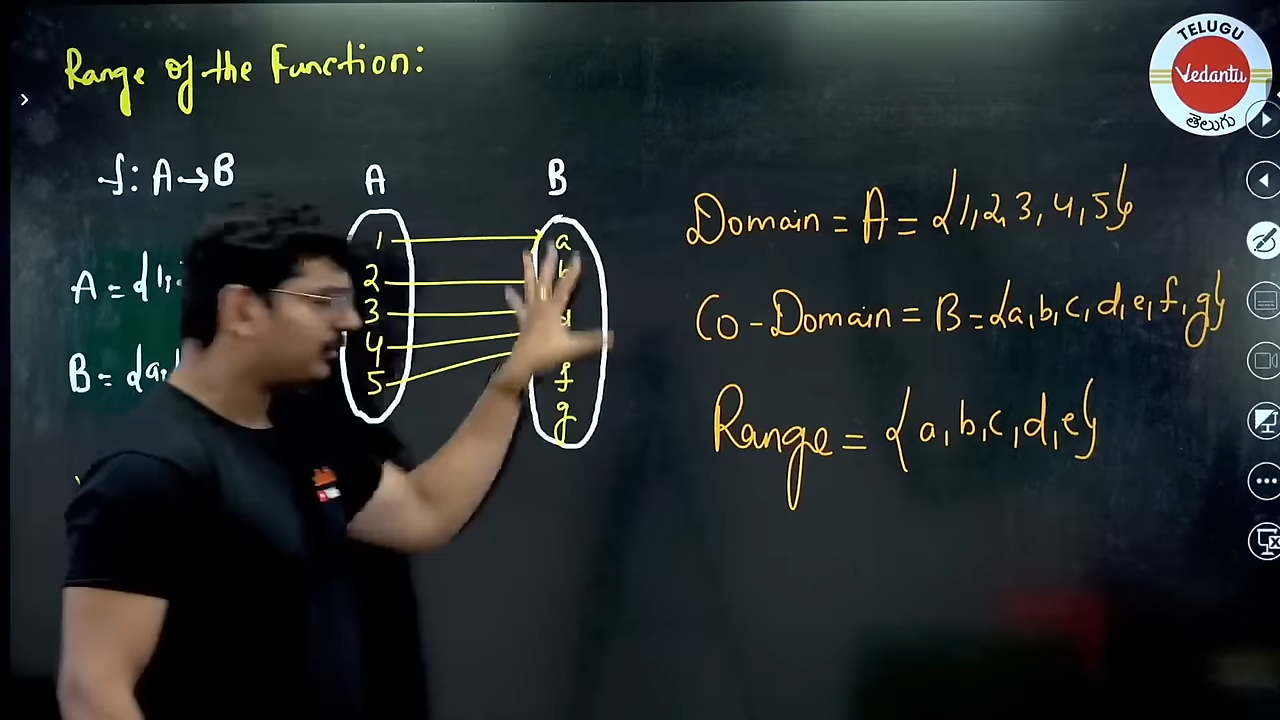 Range of the Function:
f: A→B
A = {1,
B = {a,
A
B
1
2
3
4
5
a
f
g
Domain = A = {1,2,3,4,5}
Co-Domain = B={a,b,c,d,e,f,g}
Range = {a,b,c,d,e}
TELUGU
Vedantu
తెలుగు